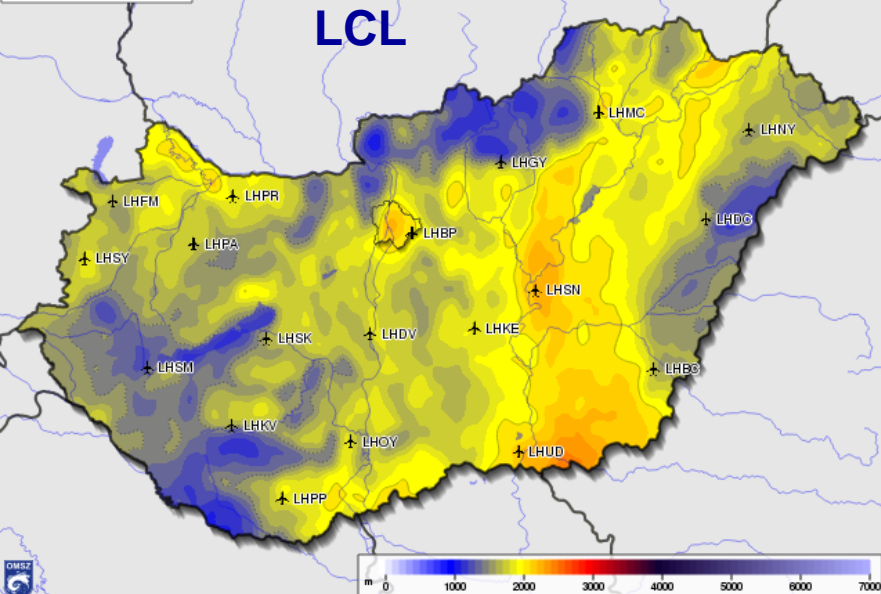 LCL
LHMC
LHNY
LHGY
LHPR
LHFM
LHDC
LHBP
LHPA
LHSY
LHSN
LHKE
LHDV
LHSK
LHSM
LHBC
LHKV
LHOY
LHUD
LHPP
OMSZ
m 0 1000 2000 3000 4000 5000 6000 7000